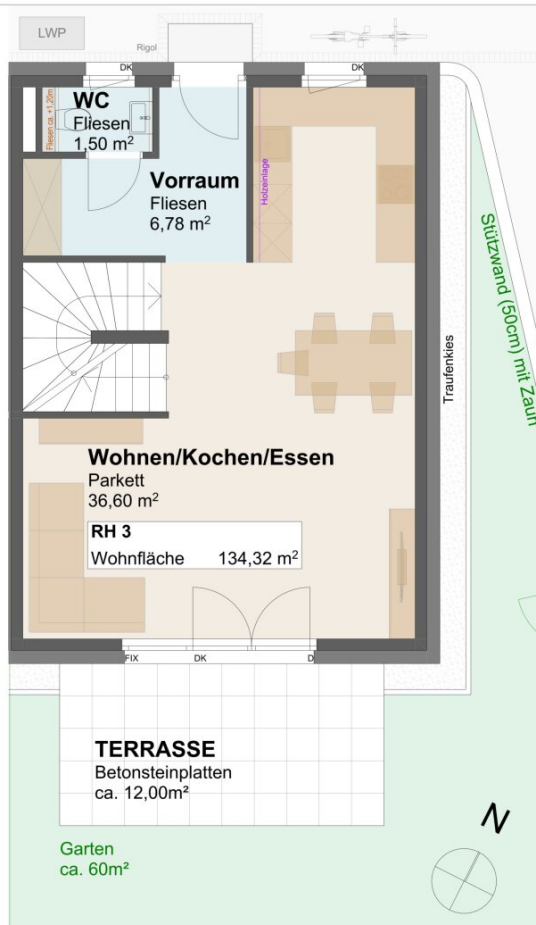 LWP
Rigol
DK
DK
WC
Fliesen
1,50 m²
Fliesen ca. +1,20m
Vorraum
Fliesen
6,78 m²
Holzeinlage
Stützwand (50cm) mit Zaun
Traufenkies
Wohnen/Kochen/Essen
Parkett
36,60 m²
RH 3
Wohnfläche 134,32 m²
FIX DK D
TERRASSE
Betonsteinplatten
ca. 12,00m²
Garten
ca. 60m²
N